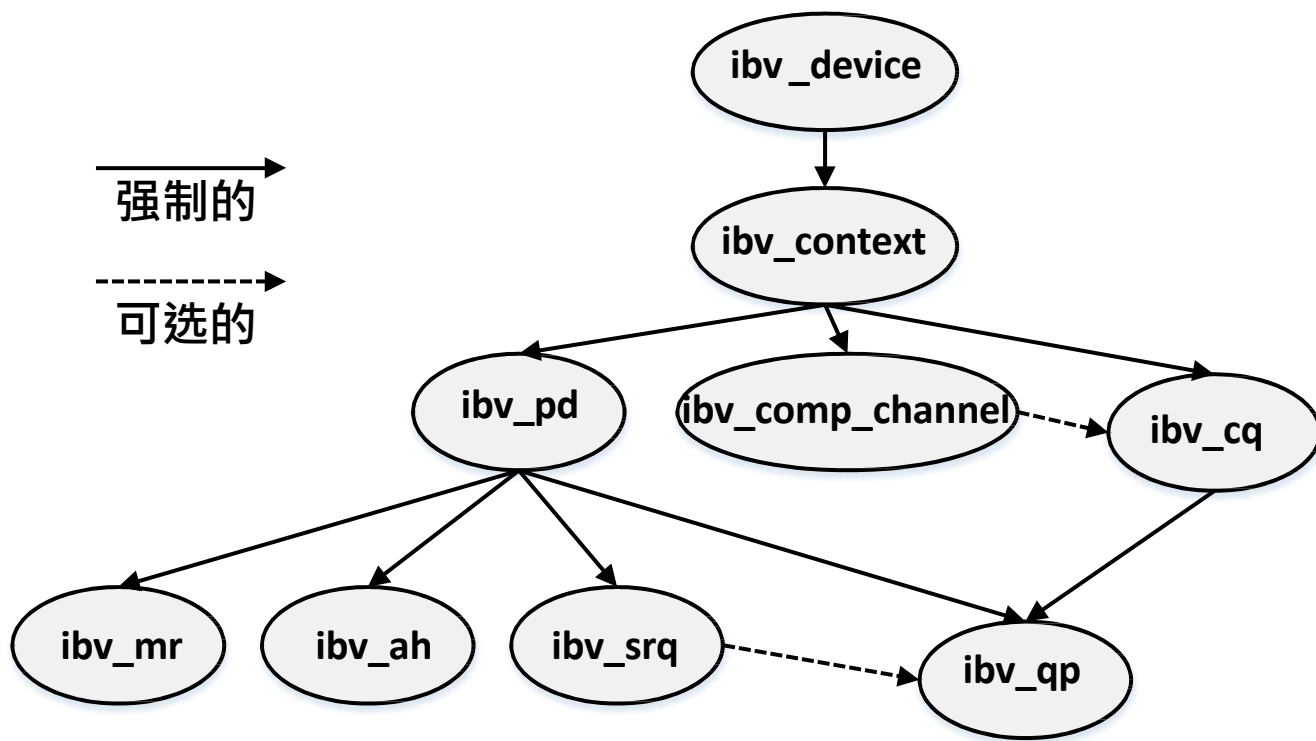 ibv _device
强制的
ibv_context
可选的
ibv_pd
ibv_comp_channel
ibv_cq
ibv_mr
ibv_ah
ibv_srq
ibv_qp